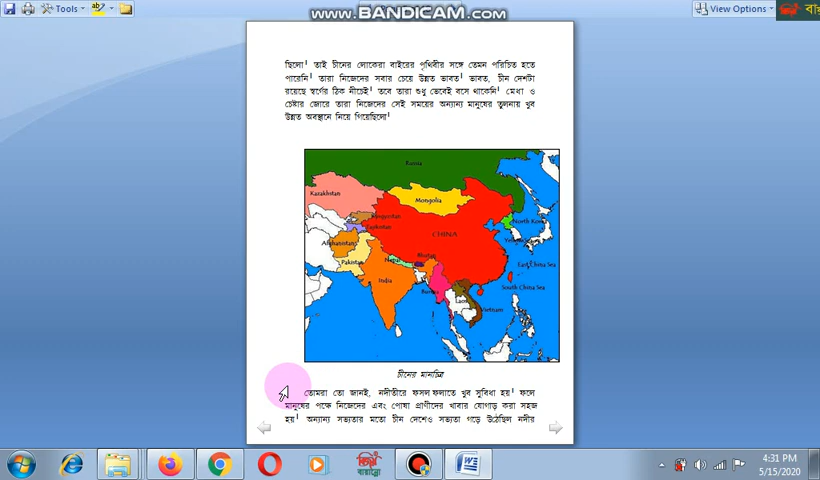 www.BANDICAM.com
Tools
View Options
বায়
ছিলো! তাই চীনের লোকেরা বাইরের পৃথিবীর সঙ্গে তেমন পরিচিত হতে
পারেনি! তারা নিজেদের সবার চেয়ে উন্নত ভাবত! ভাবত, চীন দেশটা
রয়েছে স্বর্গের ঠিক নীচেই! তবে তারা শুধু ভেবেই বসে থাকেনি! মেধা ও
চেষ্টার জোরে তারা নিজেদের সেই সময়ের অন্যান্য মানুষের তুলনায় খুব
উন্নত অবস্থানে নিয়ে গিয়েছিলো!
Russia
Kazakhstan
Mongolia
North Korea
CHINA
Afghanistan
Pakistan
Nepal
Bhutan
East China Sea
India
South China Sea
Laos
Vietnam
চীনের মানচিত্র
তোমরা তো জানই, নদীতীরে ফসল ফলাতে খুব সুবিধা হয়! ফলে
মানুষের পক্ষে নিজেদের এবং পোষা প্রাণীদের খাবার যোগাড় করা সহজ
হয়! অন্যান্য সভ্যতার মতো চীন দেশেও সভ্যতা গড়ে উঠেছিল নদীর
4:31 PM
5/15/2020